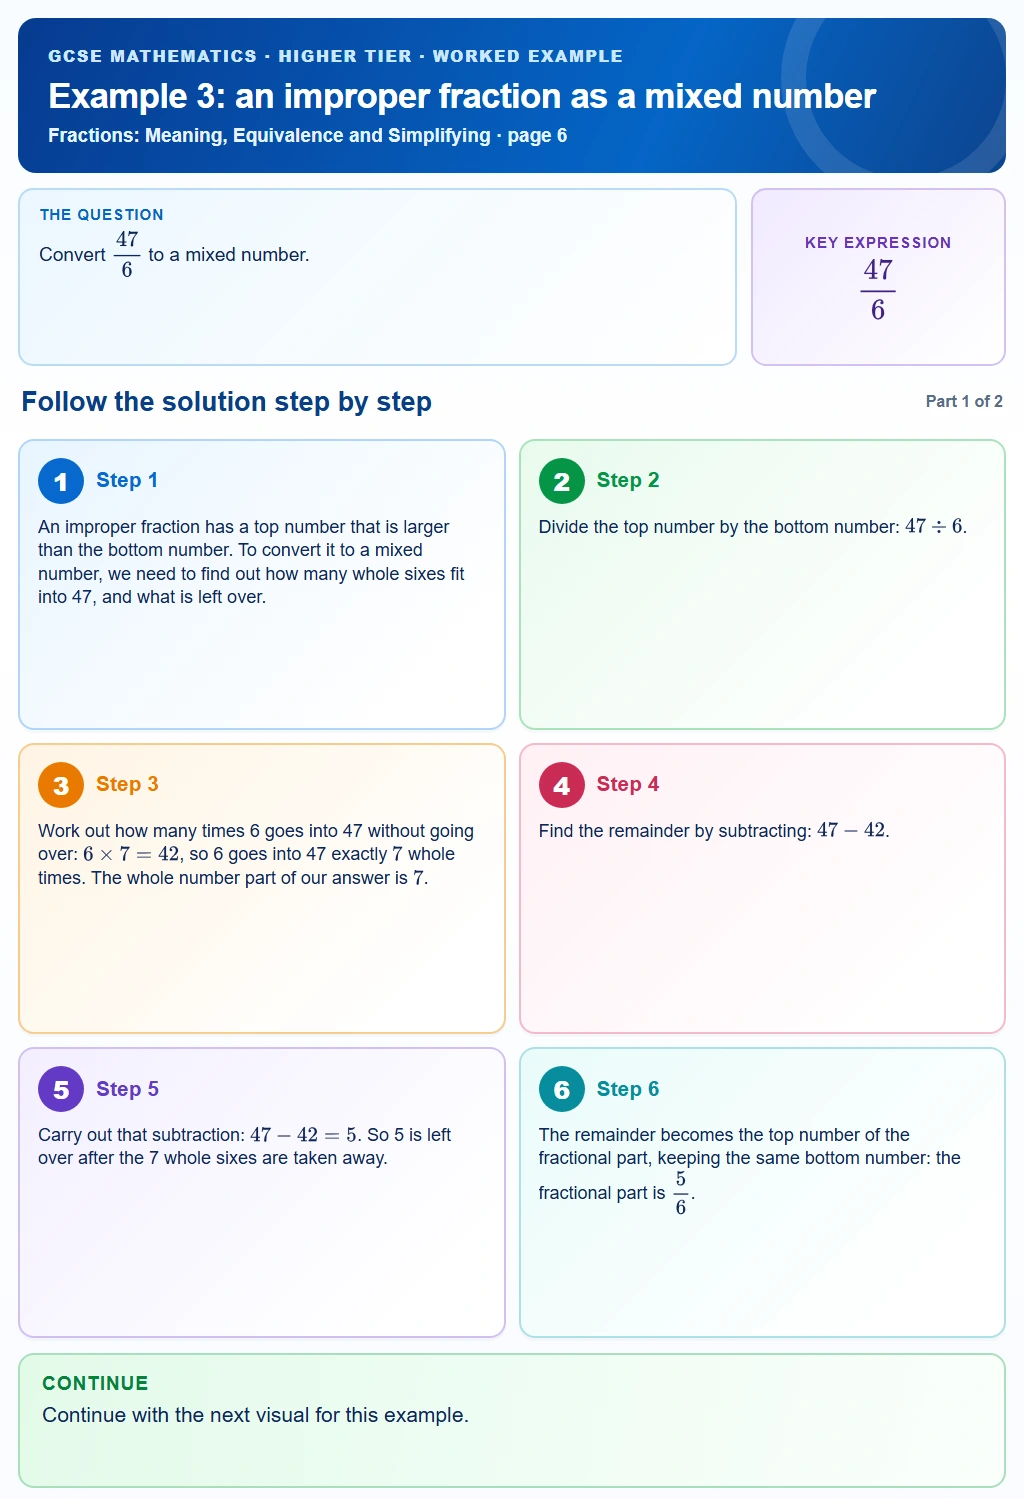 GCSE MATHEMATICS · HIGHER TIER · WORKED EXAMPLE
Example 3: an improper fraction as a mixed number
Fractions: Meaning, Equivalence and Simplifying · page 6
THE QUESTION
Convert 47/6 to a mixed number.
KEY EXPRESSION
47/6
Follow the solution step by step
Part 1 of 2
1 Step 1
An improper fraction has a top number that is larger
than the bottom number. To convert it to a mixed
number, we need to find out how many whole sixes fit
into 47, and what is left over.
2 Step 2
Divide the top number by the bottom number: 47 ÷ 6.
3 Step 3
Work out how many times 6 goes into 47 without going
over: 6 × 7 = 42, so 6 goes into 47 exactly 7 whole
times. The whole number part of our answer is 7.
4 Step 4
Find the remainder by subtracting: 47 − 42.
5 Step 5
Carry out that subtraction: 47 − 42 = 5. So 5 is left
over after the 7 whole sixes are taken away.
6 Step 6
The remainder becomes the top number of the
fractional part, keeping the same bottom number: the
fractional part is 5/6.
CONTINUE
Continue with the next visual for this example.